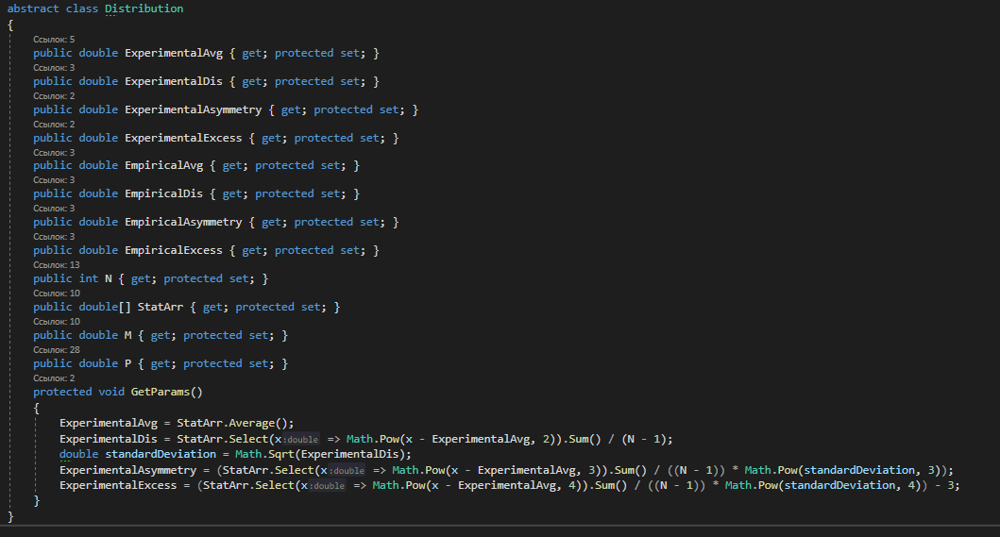 abstract class Distribution
{
Ссылок: 5
public double ExperimentalAvg { get; protected set; }
Ссылок: 3
public double ExperimentalDis { get; protected set; }
Ссылок: 2
public double ExperimentalAsymmetry { get; protected set; }
Ссылок: 2
public double ExperimentalExcess { get; protected set; }
Ссылок: 3
public double EmpiricalAvg { get; protected set; }
Ссылок: 3
public double EmpiricalDis { get; protected set; }
Ссылок: 3
public double EmpiricalAsymmetry { get; protected set; }
Ссылок: 3
public double EmpiricalExcess { get; protected set; }
Ссылок: 13
public int N { get; protected set; }
Ссылок: 10
public double[] StatArr { get; protected set; }
Ссылок: 10
public double M { get; protected set; }
Ссылок: 28
public double P { get; protected set; }
Ссылок: 2
protected void GetParams()
{
ExperimentalAvg = StatArr.Average();
ExperimentalDis = StatArr.Select(x:double => Math.Pow(x - ExperimentalAvg, 2)).Sum() / (N - 1);
double standardDeviation = Math.Sqrt(ExperimentalDis);
ExperimentalAsymmetry = (StatArr.Select(x:double => Math.Pow(x - ExperimentalAvg, 3)).Sum() / ((N - 1)) * Math.Pow(standardDeviation, 3));
ExperimentalExcess = (StatArr.Select(x:double => Math.Pow(x - ExperimentalAvg, 4)).Sum() / ((N - 1)) * Math.Pow(standardDeviation, 4)) - 3;
}
}